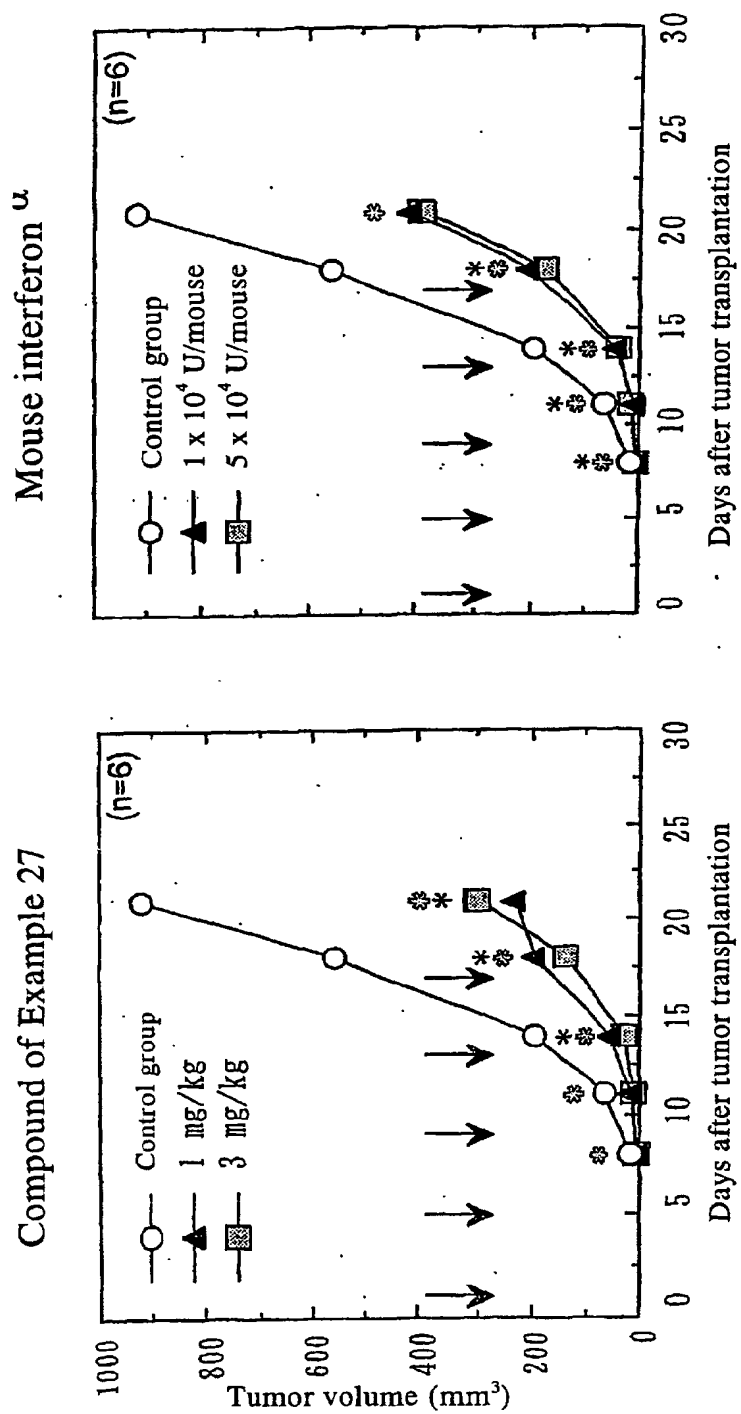 Compound of Example 27
(n=6)
Control group
1 mg/kg
3 mg/kg
1000
800
600
400
200
0
Tumor volume (mm³)
0 5 10 15 20 25 30
Days after tumor transplantation
Mouse interferon α
(n=6)
Control group
1 x 10⁴ U/mouse
5 x 10⁴ U/mouse
0 5 10 15 20 25 30
Days after tumor transplantation